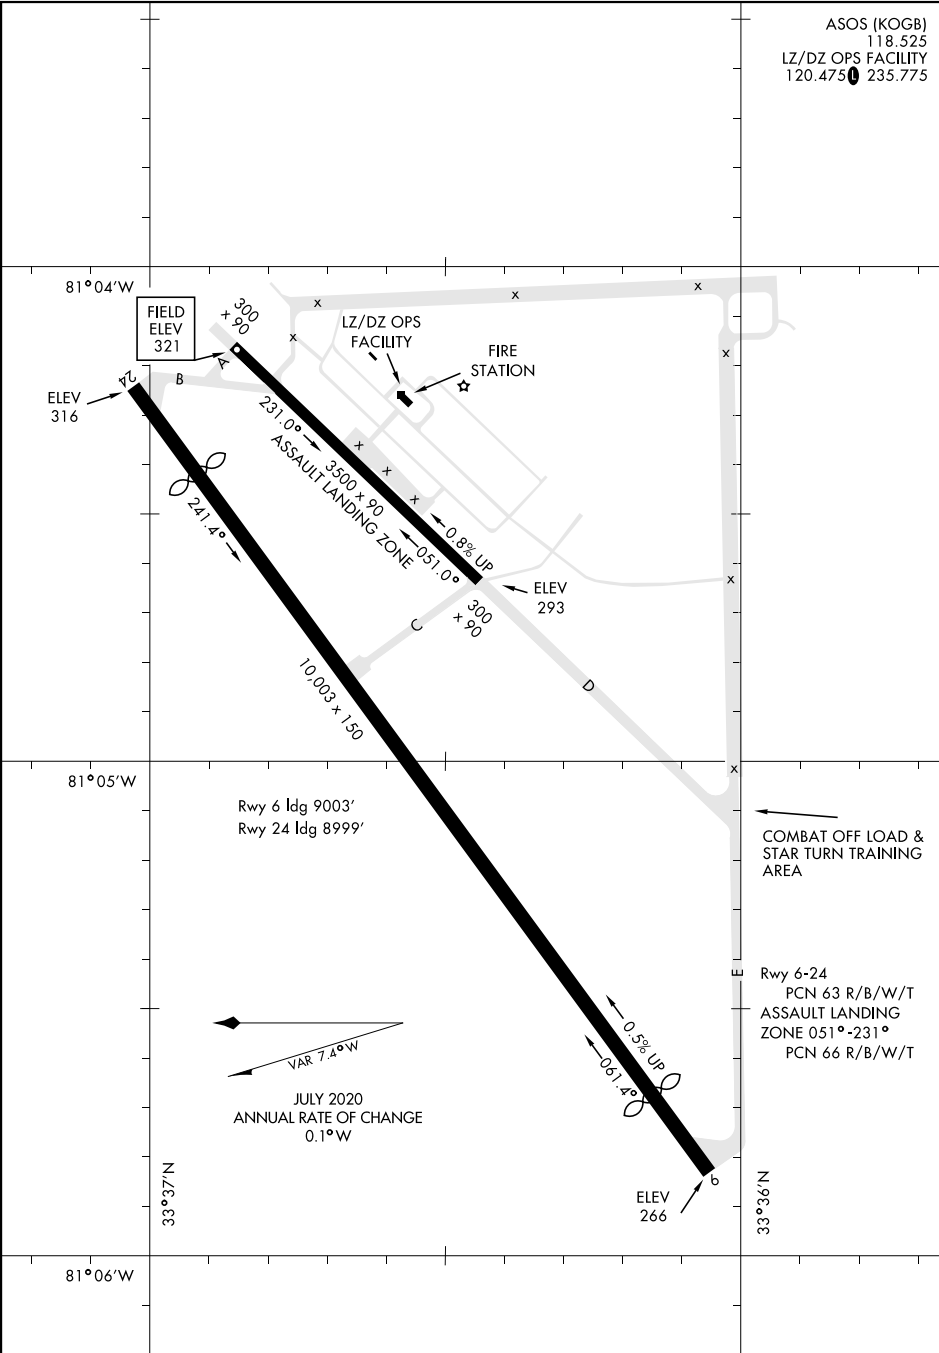 ASOS (KOGB)
118.525
LZ/DZ OPS FACILITY
120.475 L 235.775
81°04'W
FIELD
ELEV
321
300
x 90
LZ/DZ OPS
FACILITY
FIRE
STATION
24
B
A
ELEV
316
231.0°
3500 x 90
ASSAULT LANDING ZONE
241.4°
0.8% UP
051.0°
ELEV
293
300
x 90
C
D
10,003 x 150
x
x
x
x
x
x
x
x
x
x
81°05'W
Rwy 6 ldg 9003'
Rwy 24 ldg 8999'
COMBAT OFF LOAD &
STAR TURN TRAINING
AREA
E
Rwy 6-24
PCN 63 R/B/W/T
ASSAULT LANDING
ZONE 051°-231°
PCN 66 R/B/W/T
VAR 7.4°W
JULY 2020
ANNUAL RATE OF CHANGE
0.1°W
0.5% UP
061.4°
6
ELEV
266
33°37'N
33°36'N
81°06'W